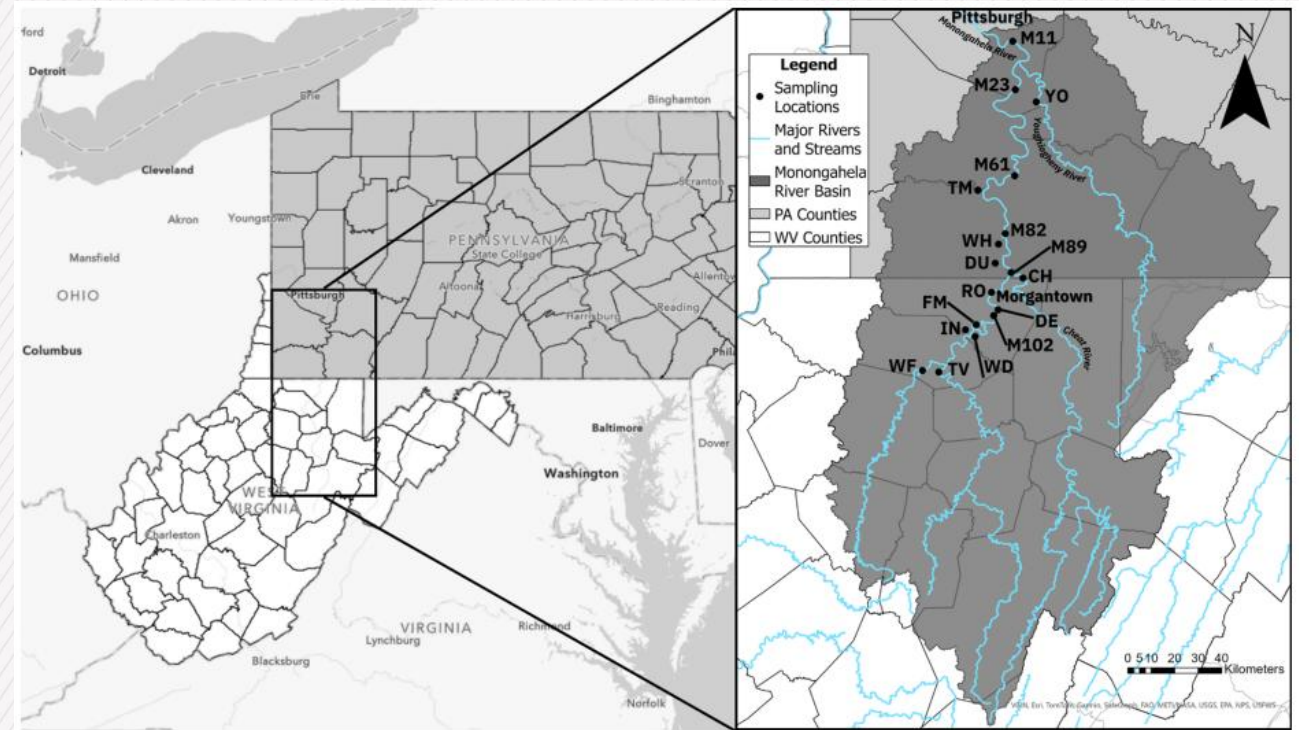 ford
Detroit
Erie
Binghamton
Cleveland
Scranton
Akron
Youngstown
PENNSYLVANIA
State College
Mansfield
Allento
Pittsburgh
Altoona
Reading
OHIO
Harrisburg
Columbus
Phila
Baltimore
Dover
Washington
WEST
VIRGINIA
Charleston
VIRGINIA
Richmond
Lynchburg
Blacksburg
Norfolk
Pittsburgh
Monongahela River
M11
N
Legend
Sampling
Locations
Major Rivers
and Streams
Monongahela
River Basin
PA Counties
WV Counties
M23
YO
Youghiogheny River
M61
TM
M82
WH
M89
DU
CH
RO
Morgantown
FM
DE
IN
M102
Cheat River
WF
TV
WD
0 5 10 20 30 40
Kilometers